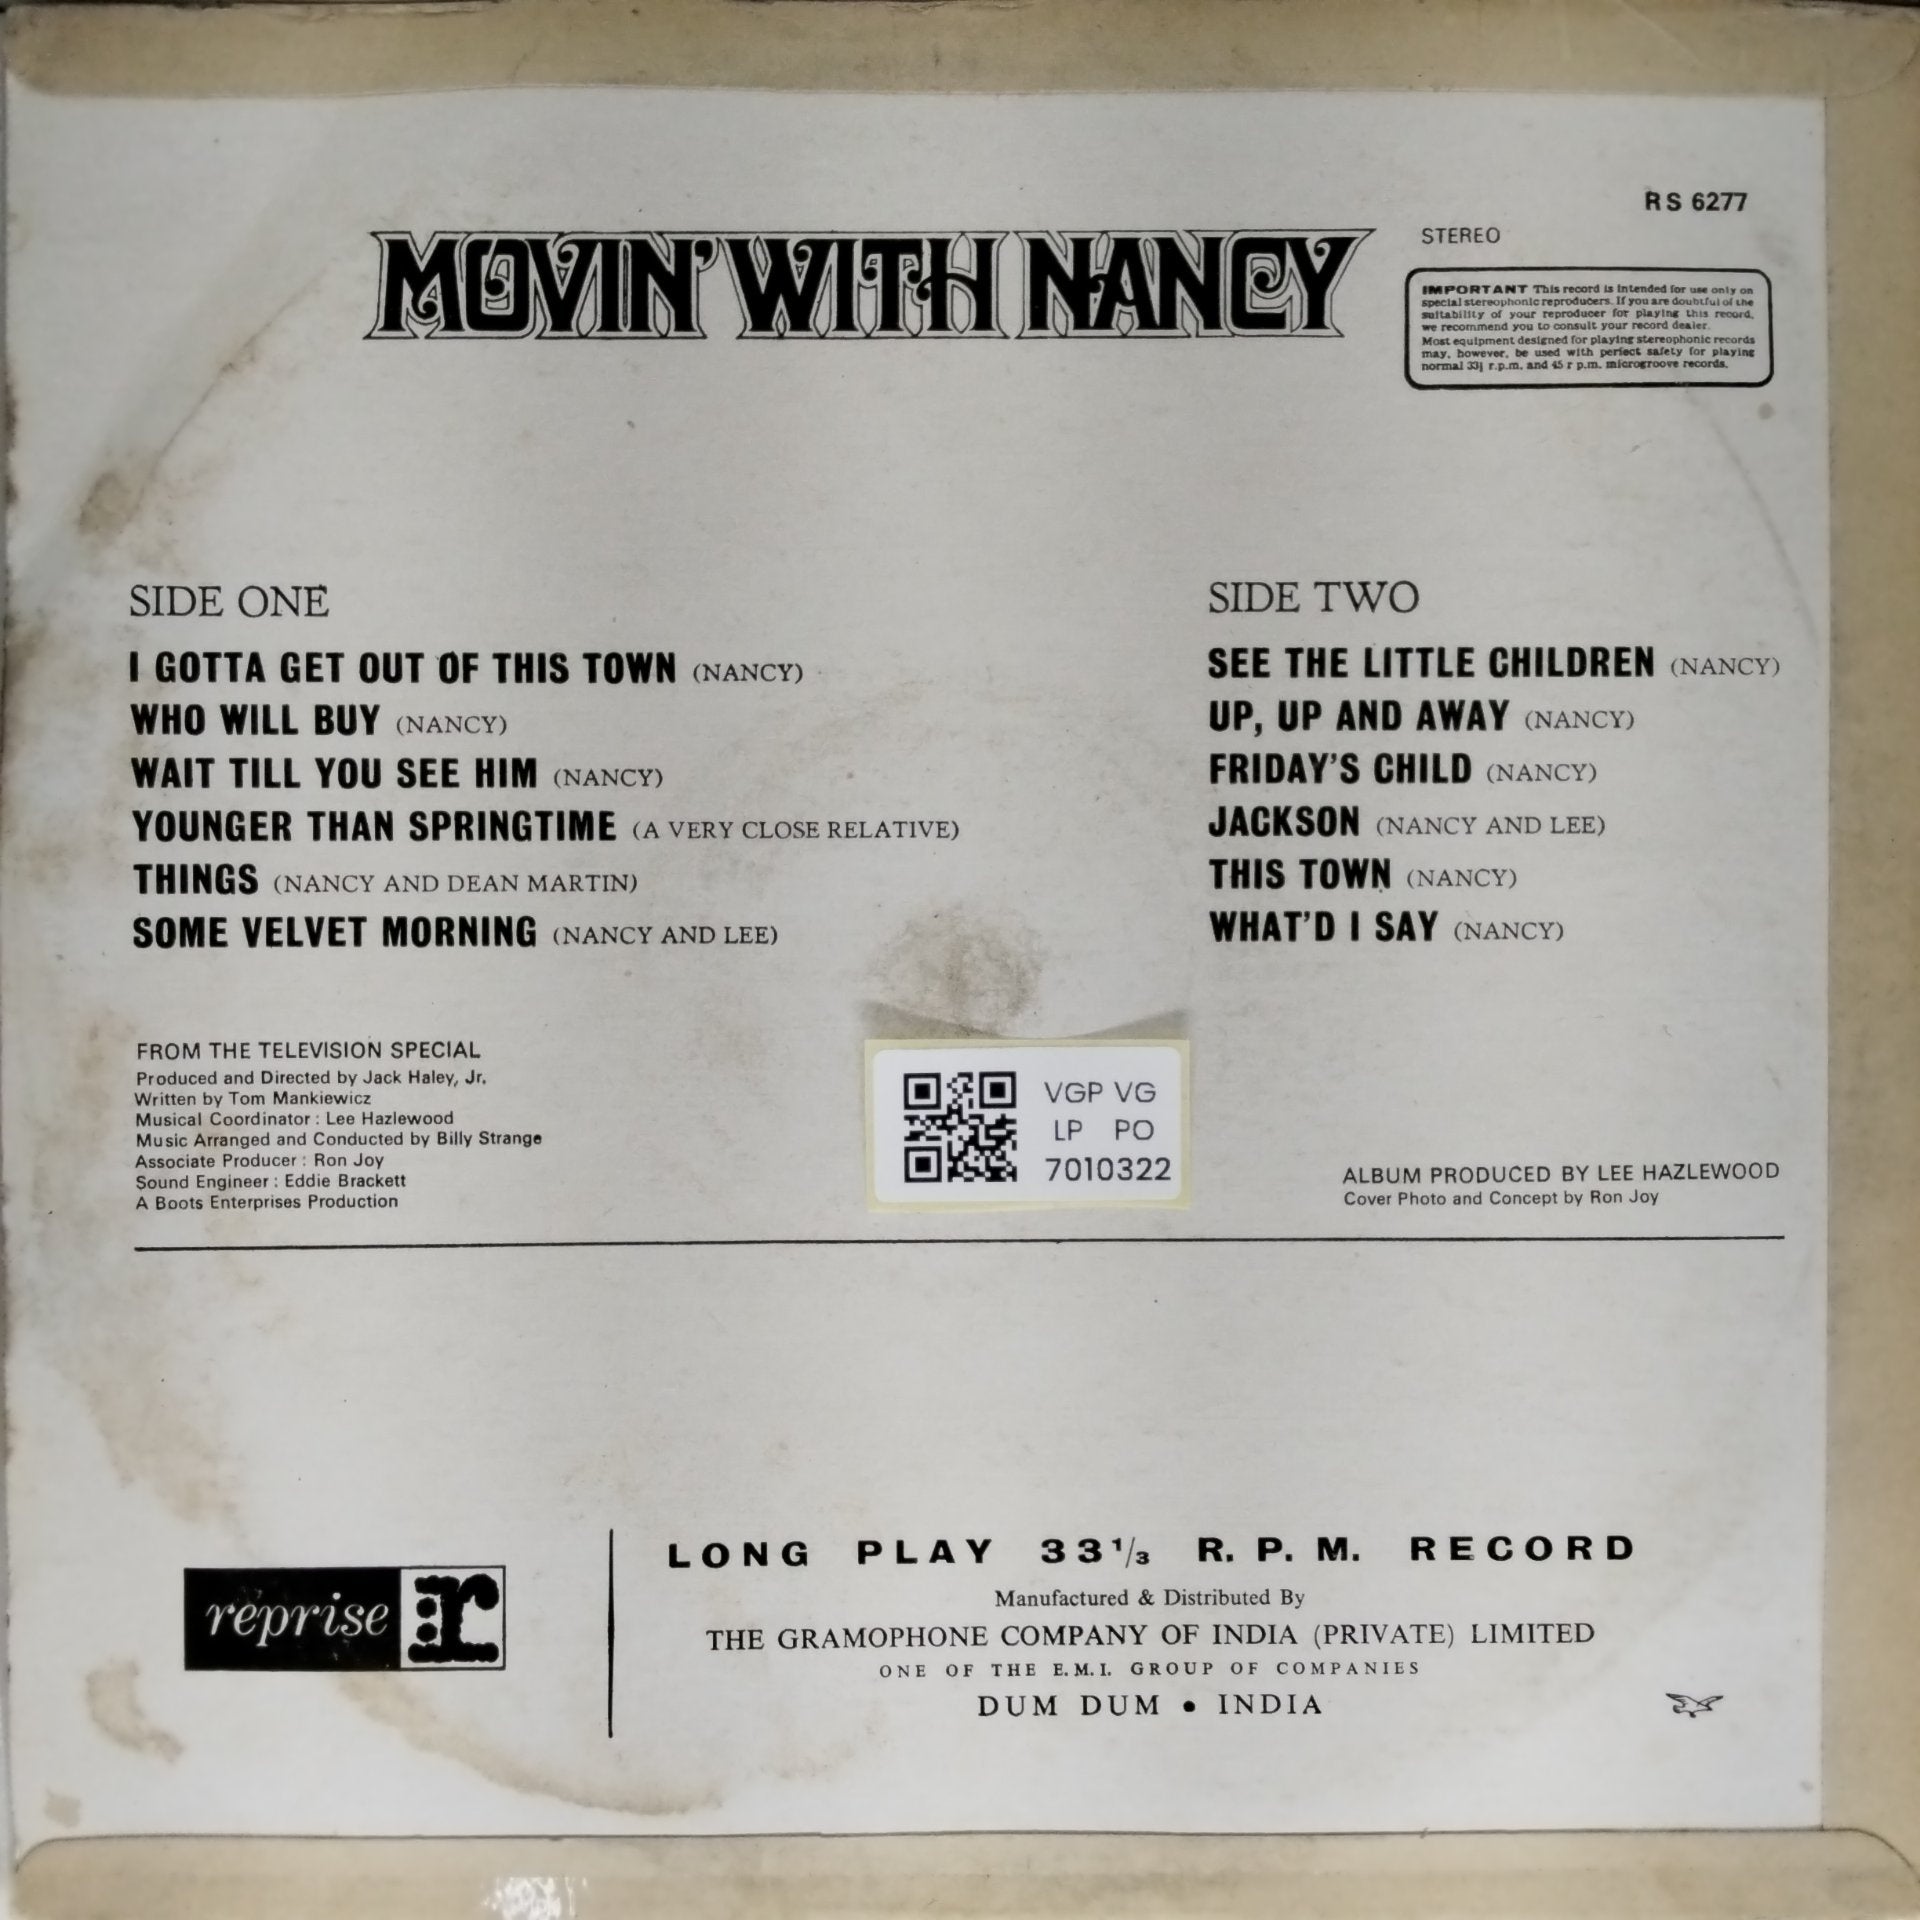 RS 6277
MOVIN' WITH NANCY
STEREO
IMPORTANT This record is intended for use only on
special stereophonic reproducers. If you are doubtful of the
suitability of your reproducer for playing this record,
we recommend you to consult your record dealer.
Most equipment designed for playing stereophonic records
may, however, be used with perfect safety for playing
normal 33⅓ r.p.m. and 45 r p.m. microgroove records.
SIDE ONE
I GOTTA GET OUT OF THIS TOWN (NANCY)
WHO WILL BUY (NANCY)
WAIT TILL YOU SEE HIM (NANCY)
YOUNGER THAN SPRINGTIME (A VERY CLOSE RELATIVE)
THINGS (NANCY AND DEAN MARTIN)
SOME VELVET MORNING (NANCY AND LEE)
SIDE TWO
SEE THE LITTLE CHILDREN (NANCY)
UP, UP AND AWAY (NANCY)
FRIDAY'S CHILD (NANCY)
JACKSON (NANCY AND LEE)
THIS TOWN (NANCY)
WHAT'D I SAY (NANCY)
FROM THE TELEVISION SPECIAL
Produced and Directed by Jack Haley, Jr.
Written by Tom Mankiewicz
Musical Coordinator : Lee Hazlewood
Music Arranged and Conducted by Billy Strange
Associate Producer : Ron Joy
Sound Engineer : Eddie Brackett
A Boots Enterprises Production
VGP VG
LP PO
7010322
ALBUM PRODUCED BY LEE HAZLEWOOD
Cover Photo and Concept by Ron Joy
reprise r:
LONG PLAY 33 1/3 R. P. M. RECORD
Manufactured & Distributed By
THE GRAMOPHONE COMPANY OF INDIA (PRIVATE) LIMITED
ONE OF THE E.M.I. GROUP OF COMPANIES
DUM DUM • INDIA